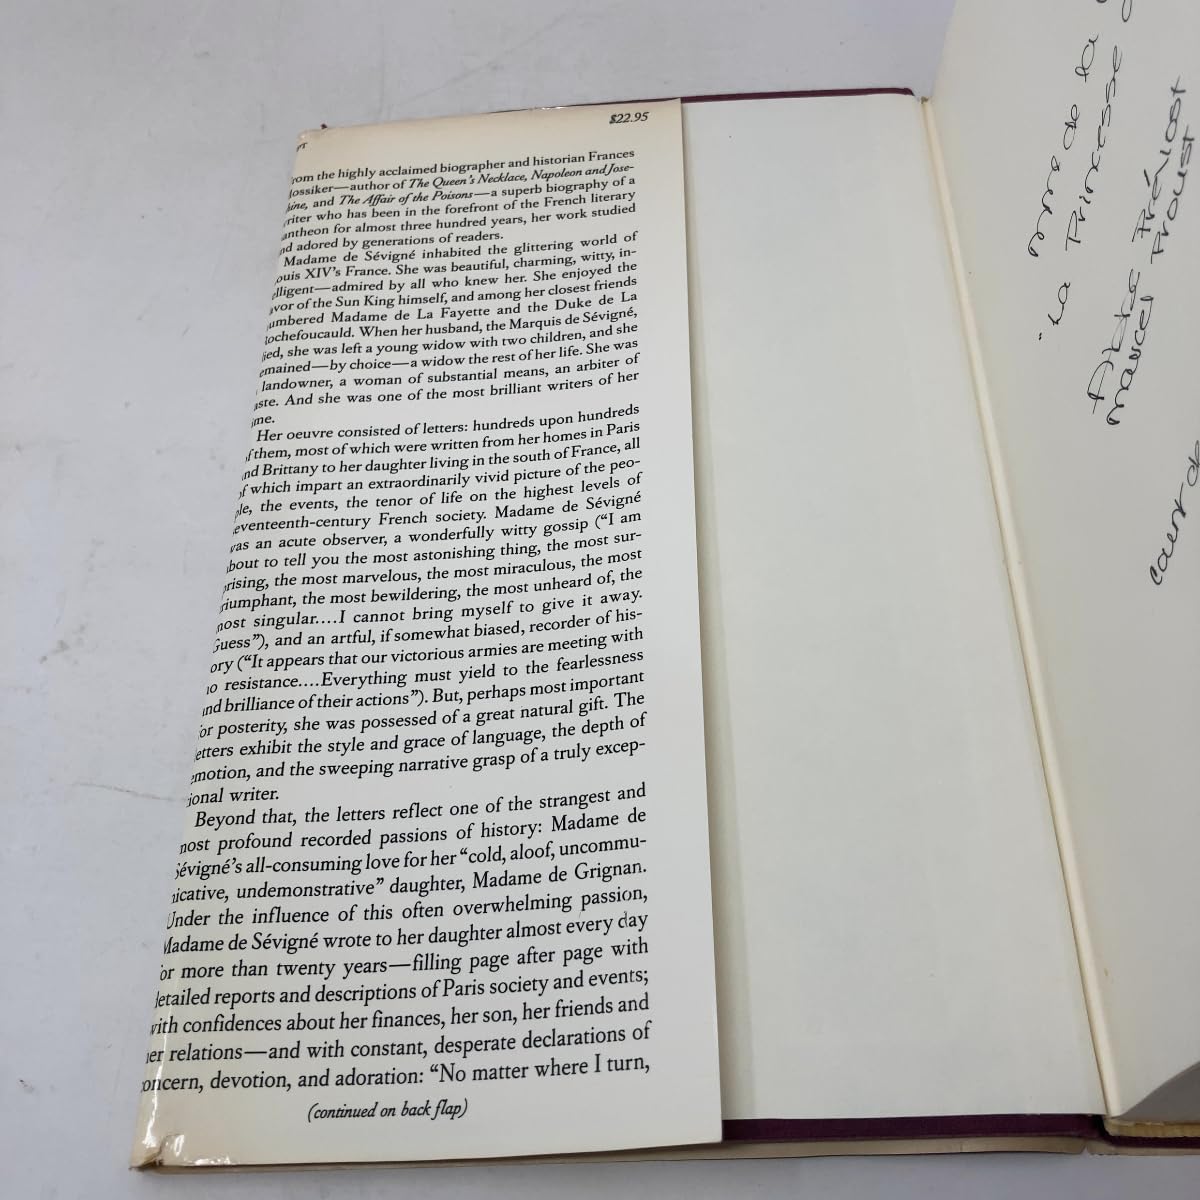 $22.95
rom the highly acclaimed biographer and historian Frances
ossiker—author of The Queen's Necklace, Napoleon and Jose-
hine, and The Affair of the Poisons—a superb biography of a
riter who has been in the forefront of the French literary
antheon for almost three hundred years, her work studied
nd adored by generations of readers.
Madame de Sévigné inhabited the glittering world of
ouis XIV's France. She was beautiful, charming, witty, in-
elligent—admired by all who knew her. She enjoyed the
avor of the Sun King himself, and among her closest friends
umbered Madame de La Fayette and the Duke de La
ochefoucauld. When her husband, the Marquis de Sévigné,
ied, she was left a young widow with two children, and she
emained—by choice—a widow the rest of her life. She was
landowner, a woman of substantial means, an arbiter of
aste. And she was one of the most brilliant writers of her
me.
Her oeuvre consisted of letters: hundreds upon hundreds
f them, most of which were written from her homes in Paris
nd Brittany to her daughter living in the south of France, all
of which impart an extraordinarily vivid picture of the peo-
ple, the events, the tenor of life on the highest levels of
eventeenth-century French society. Madame de Sévigné
was an acute observer, a wonderfully witty gossip (“I am
bout to tell you the most astonishing thing, the most sur-
rising, the most marvelous, the most miraculous, the most
riumphant, the most bewildering, the most unheard of, the
most singular....I cannot bring myself to give it away.
Guess”), and an artful, if somewhat biased, recorder of his-
ory (“It appears that our victorious armies are meeting with
no resistance....Everything must yield to the fearlessness
and brilliance of their actions”). But, perhaps most important
or posterity, she was possessed of a great natural gift. The
etters exhibit the style and grace of language, the depth of
emotion, and the sweeping narrative grasp of a truly excep-
ional writer.
Beyond that, the letters reflect one of the strangest and
most profound recorded passions of history: Madame de
Sévigné's all-consuming love for her “cold, aloof, uncommu-
nicative, undemonstrative” daughter, Madame de Grignan.
Under the influence of this often overwhelming passion,
Madame de Sévigné wrote to her daughter almost every day
or more than twenty years—filling page after page with
detailed reports and descriptions of Paris society and events;
with confidences about her finances, her son, her friends and
her relations—and with constant, desperate declarations of
concern, devotion, and adoration: “No matter where I turn,
(continued on back flap)
mme de la
"La Princesse
Abbé Prévost
marcel Proust
de